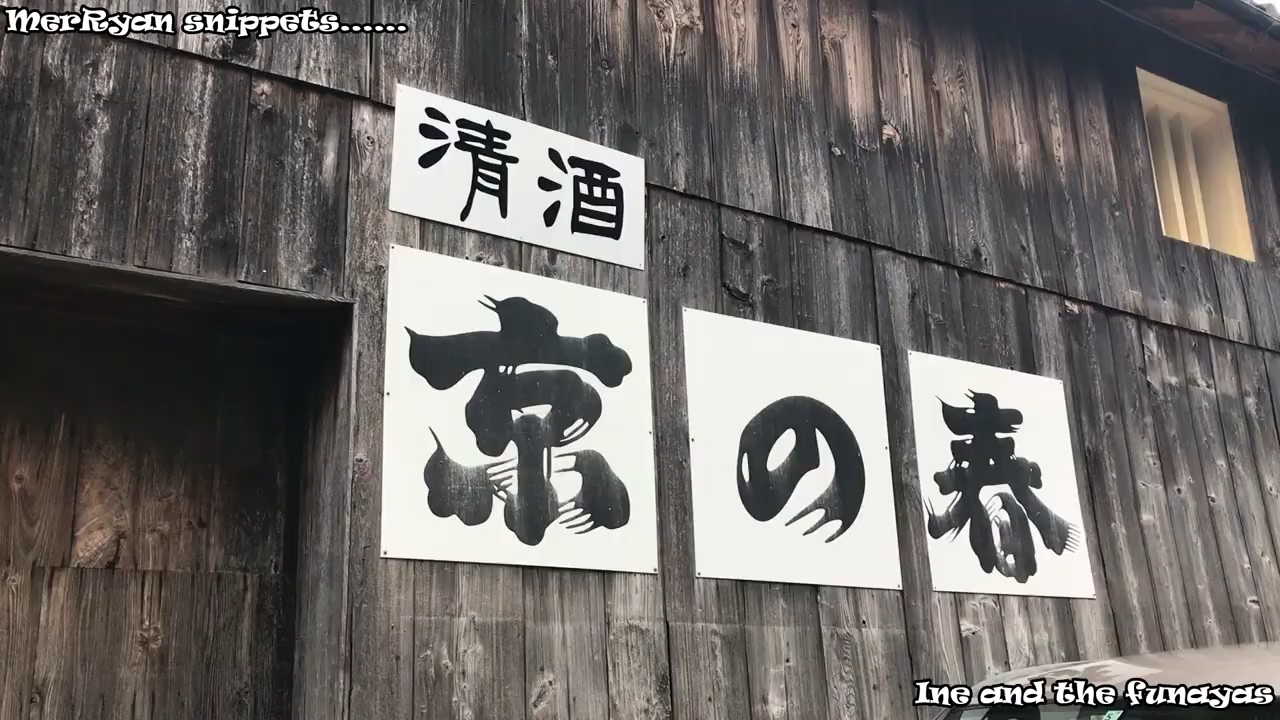 MerRyan snippets......
清酒
京の春
Ine and the funayas